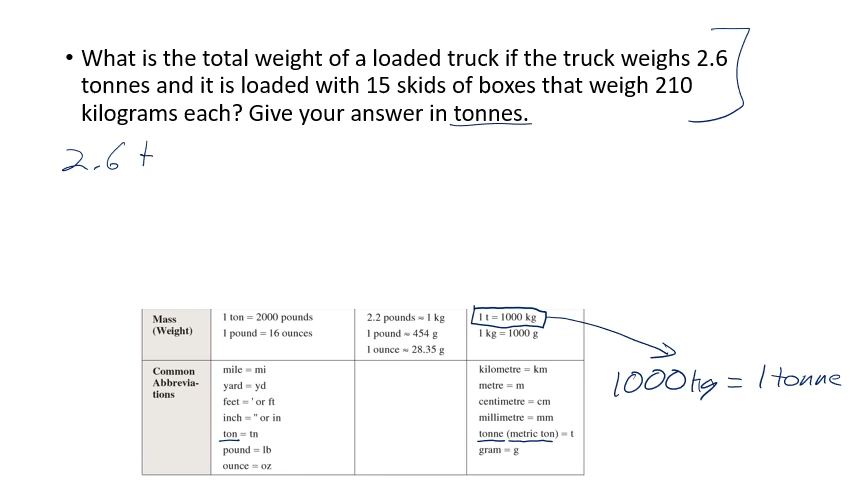 • What is the total weight of a loaded truck if the truck weighs 2.6
tonnes and it is loaded with 15 skids of boxes that weigh 210
kilograms each? Give your answer in tonnes.
2.6 t
Mass
(Weight)
1 ton = 2000 pounds
1 pound = 16 ounces
2.2 pounds ≈ 1 kg
1 pound ≈ 454 g
1 ounce ≈ 28.35 g
1 t = 1000 kg
1 kg = 1000 g
1000 kg = 1 tonne
Common
Abbrevia-
tions
mile = mi
yard = yd
feet = ' or ft
inch = " or in
ton = tn
pound = lb
ounce = oz
kilometre = km
metre = m
centimetre = cm
millimetre = mm
tonne (metric ton) = t
gram = g